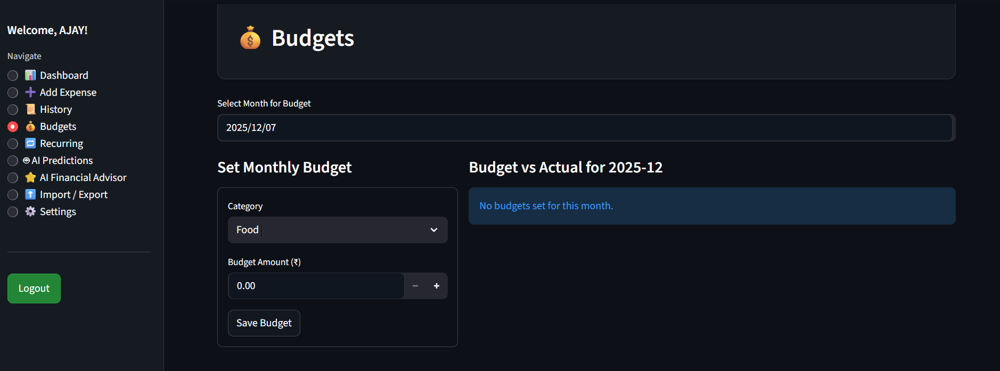 Welcome, AJAY!
Navigate
Dashboard
Add Expense
History
Budgets
Recurring
AI Predictions
AI Financial Advisor
Import / Export
Settings
Logout
Budgets
Select Month for Budget
2025/12/07
Set Monthly Budget
Category
Food
Budget Amount (₹)
0.00
Save Budget
Budget vs Actual for 2025-12
No budgets set for this month.